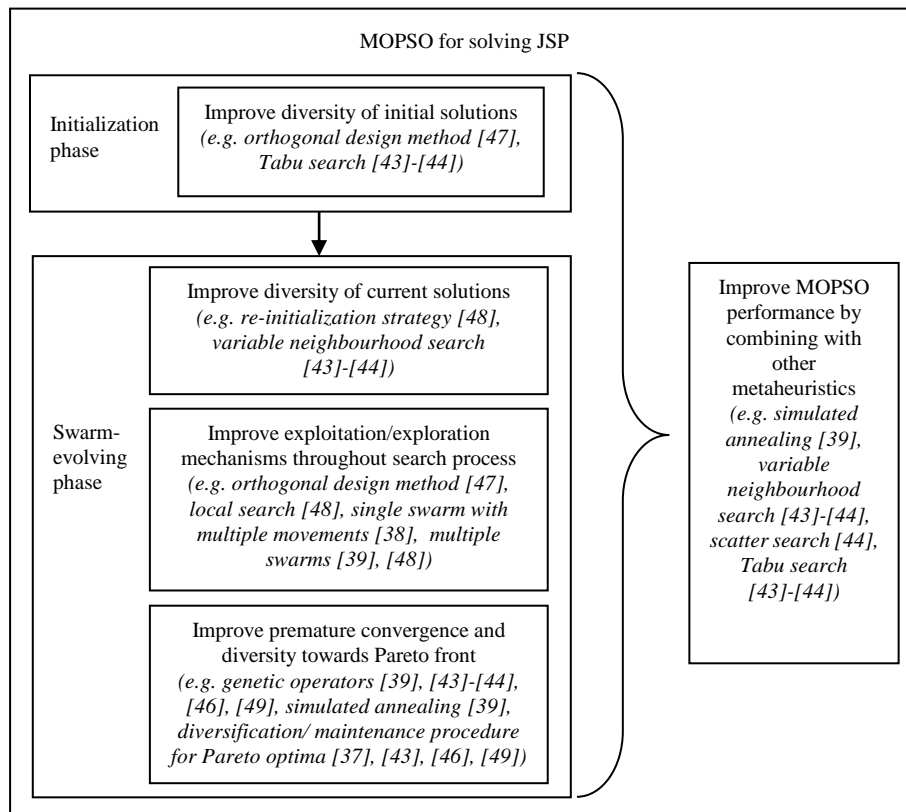 MOPSO for solving JSP
Initialization
phase
Improve diversity of initial solutions
(e.g. orthogonal design method [47],
Tabu search [43]-[44])
Swarm-
evolving
phase
Improve diversity of current solutions
(e.g. re-initialization strategy [48],
variable neighbourhood search
[43]-[44])
Improve exploitation/exploration
mechanisms throughout search process
(e.g. orthogonal design method [47],
local search [48], single swarm with
multiple movements [38], multiple
swarms [39], [48])
Improve premature convergence and
diversity towards Pareto front
(e.g. genetic operators [39], [43]-[44],
[46], [49], simulated annealing [39],
diversification/ maintenance procedure
for Pareto optima [37], [43], [46], [49])
Improve MOPSO
performance by
combining with
other
metaheuristics
(e.g. simulated
annealing [39],
variable
neighbourhood
search [43]-[44],
scatter search [44],
Tabu search
[43]-[44])